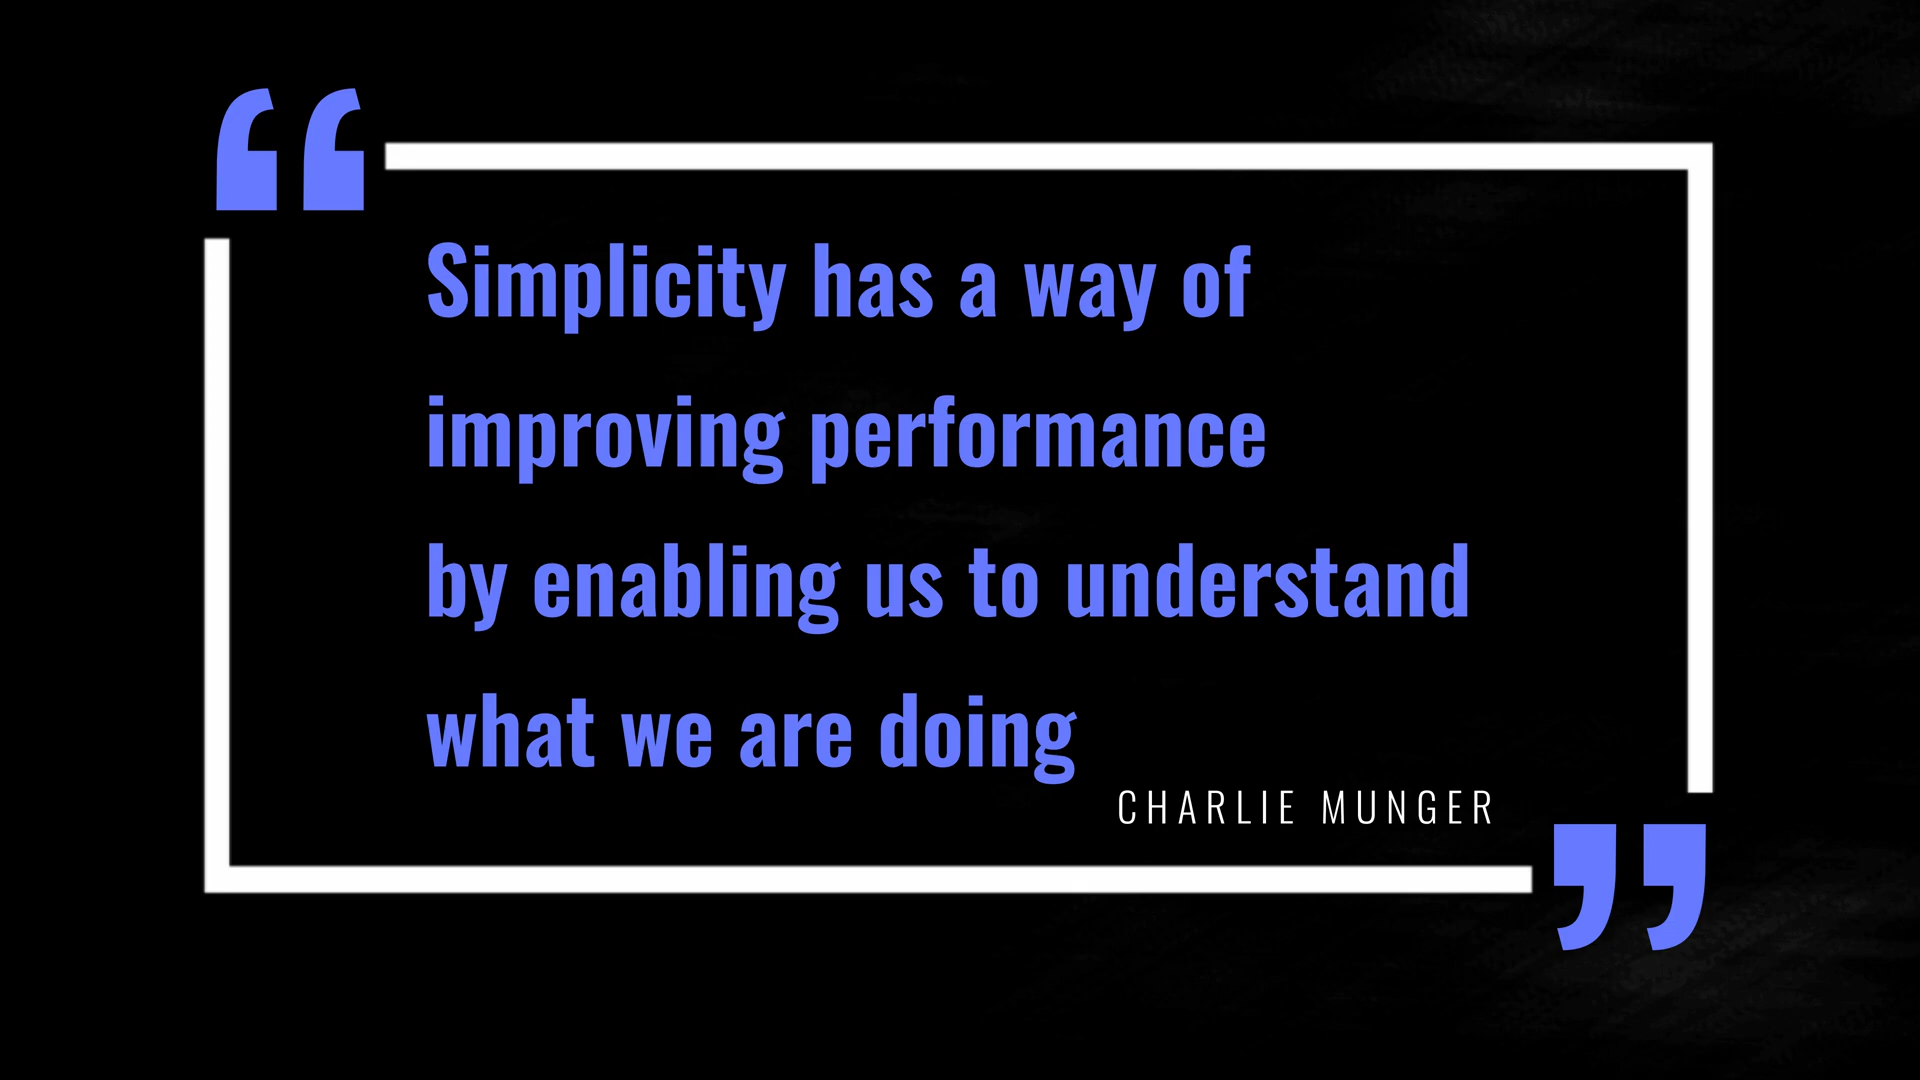 “
Simplicity has a way of
improving performance
by enabling us to understand
what we are doing
CHARLIE MUNGER
”